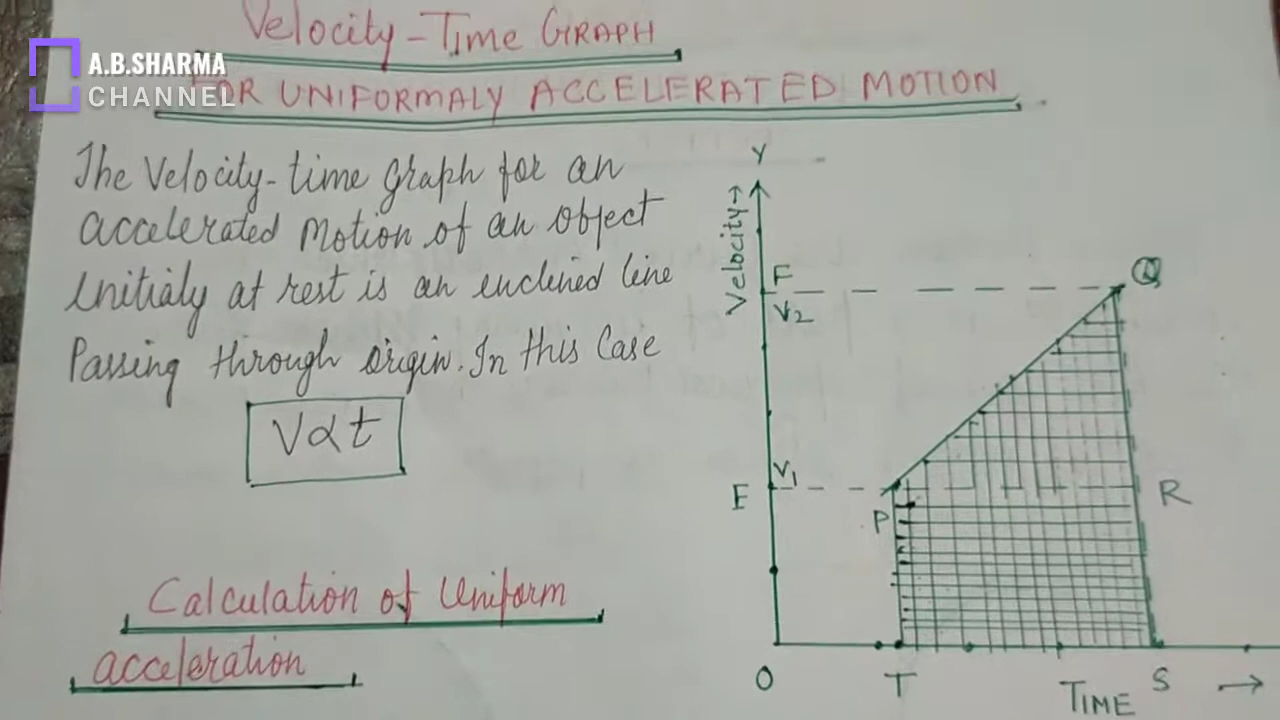 Velocity-Time GRAPH
A.B.SHARMA
CHANNEL
FOR UNIFORMALY ACCELERATED MOTION
The Velocity-time graph for an
accelerated motion of an object
initialy at rest is an enclined line
Passing through origin. In this Case
V∝t
Calculation of Uniform
acceleration
Y
Velocity→
F
V2
Q
V1
E
P
R
O
T
TIME
S